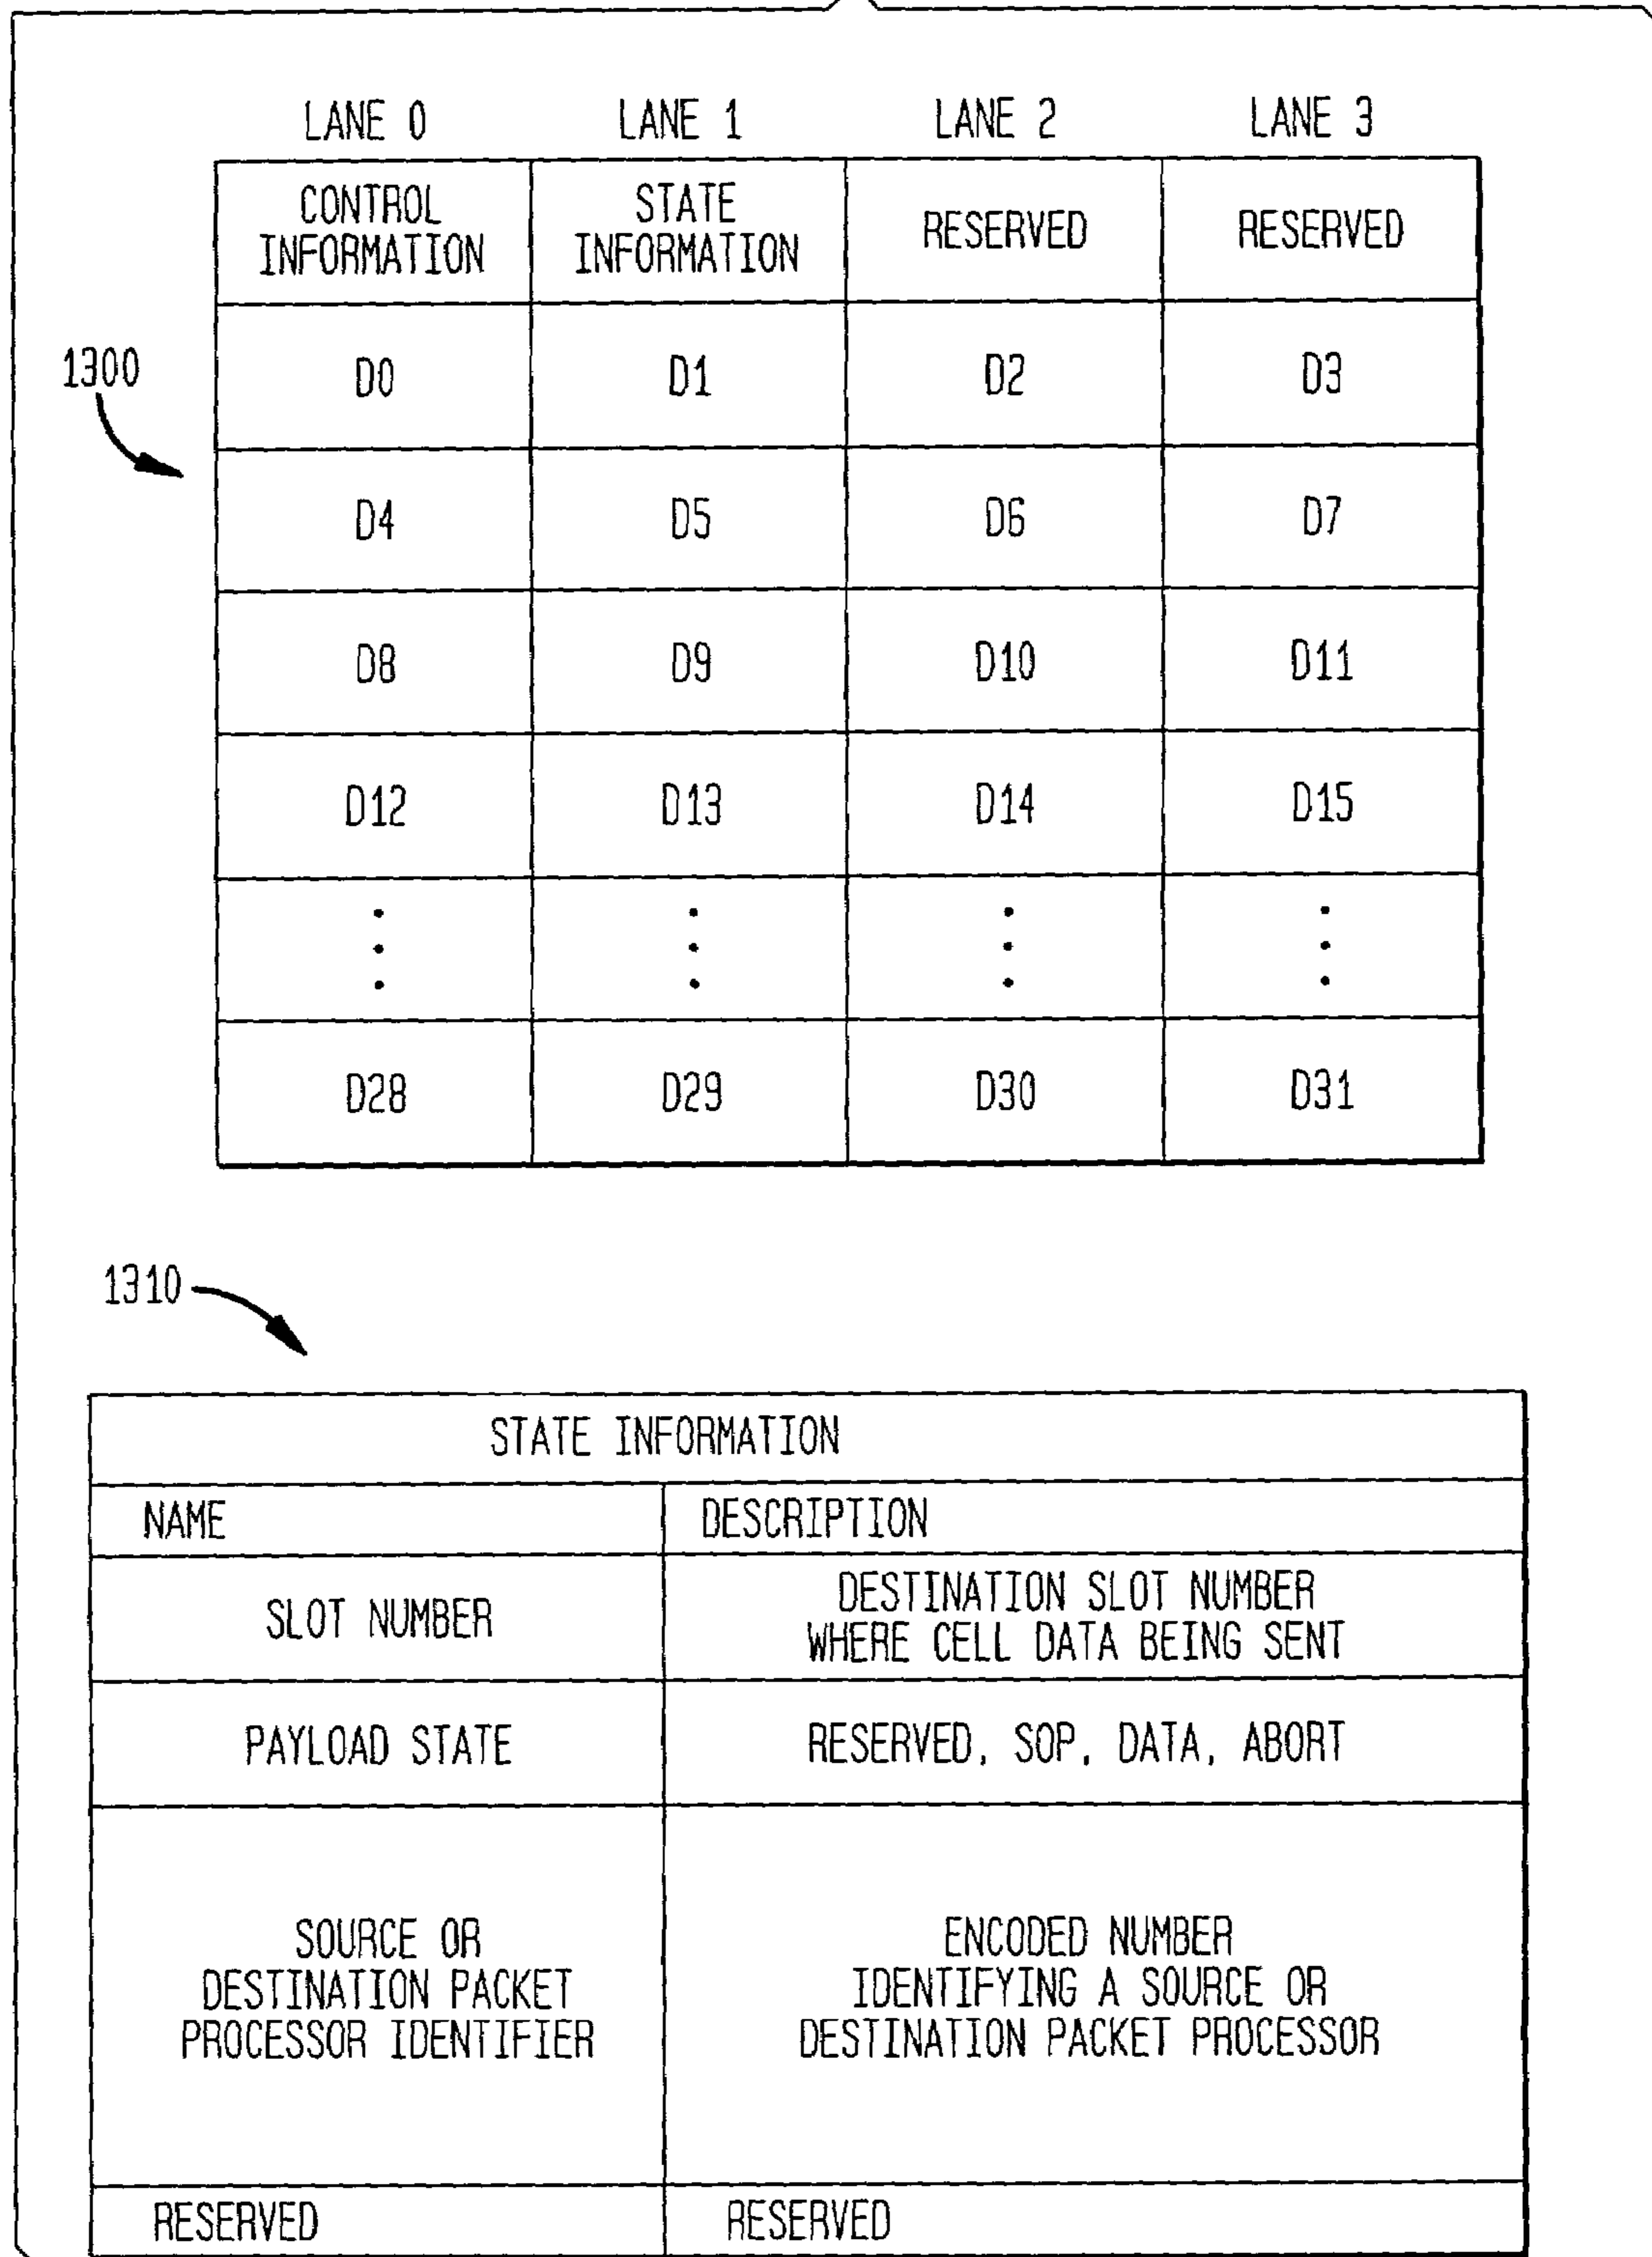 LANE 0 LANE 1 LANE 2 LANE 3
CONTROL INFORMATION STATE INFORMATION RESERVED RESERVED
1300
D0 D1 D2 D3
D4 D5 D6 D7
D8 D9 D10 D11
D12 D13 D14 D15
D28 D29 D30 D31
1310
STATE INFORMATION
NAME DESCRIPTION
SLOT NUMBER
DESTINATION SLOT NUMBER
WHERE CELL DATA BEING SENT
PAYLOAD STATE
RESERVED, SOP, DATA, ABORT
SOURCE OR
DESTINATION PACKET
PROCESSOR IDENTIFIER
ENCODED NUMBER
IDENTIFYING A SOURCE OR
DESTINATION PACKET PROCESSOR
RESERVED RESERVED